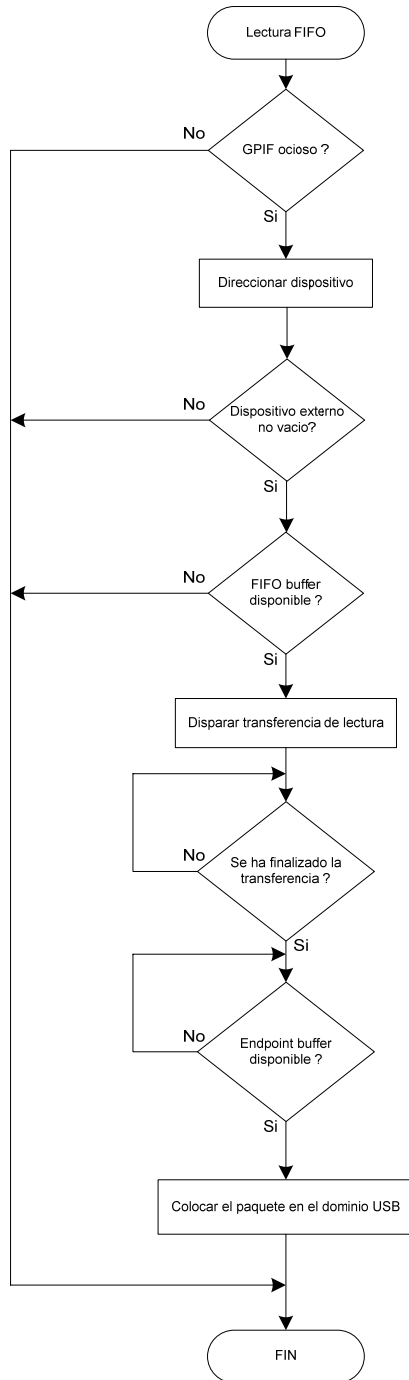 Lectura FIFO
No
GPIF ocioso ?
Si
Direccionar dispositivo
No
Dispositivo externo
no vacio?
Si
No
FIFO buffer
disponible ?
Si
Disparar transferencia de lectura
No
Se ha finalizado la
transferencia ?
Si
No
Endpoint buffer
disponible ?
Si
Colocar el paquete en el dominio USB
FIN